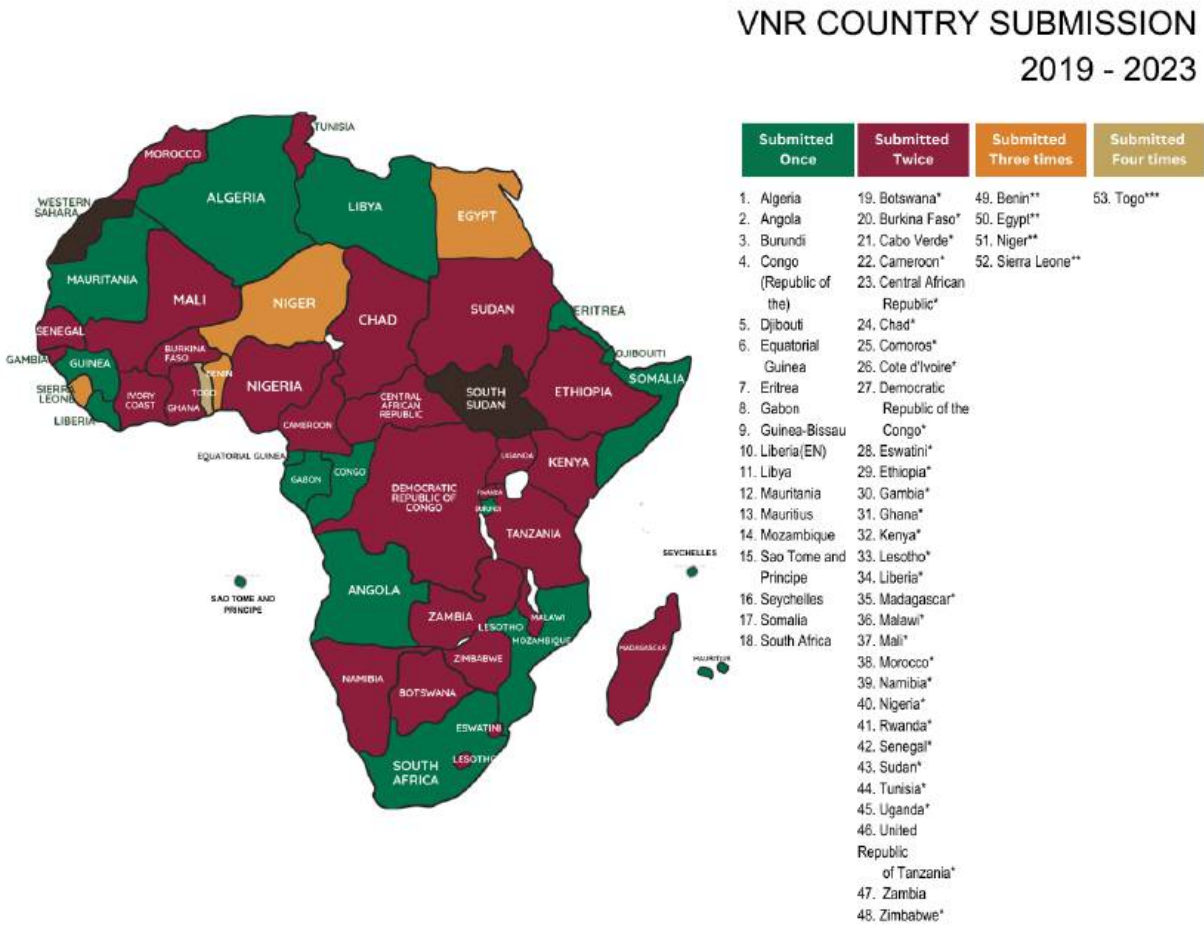 VNR COUNTRY SUBMISSION
2019 - 2023
TUNISIA
MOROCCO
ALGERIA
LIBYA
EGYPT
WESTERN
SAHARA
MAURITANIA
MALI
NIGER
CHAD
SUDAN
ERITREA
SENEGAL
GAMBIA
GUINEA
BURKINA
FASO
BENIN
NIGERIA
DJIBOUITI
SOMALIA
SIERRA
LEONE
IVORY
COAST
GHANA
TOGO
LIBERIA
CENTRAL
AFRICAN
REPUBLIC
SOUTH
SUDAN
ETHIOPIA
CAMEROON
EQUATORIAL GUINEA
GABON
CONGO
UGANDA
KENYA
DEMOCRATIC
REPUBLIC OF
CONGO
RWANDA
BURUNDI
TANZANIA
SEYCHELLES
SAO TOME AND
PRINCIPE
ANGOLA
ZAMBIA
LESOTHO
MALAWI
MOZAMBIQUE
ZIMBABWE
MADAGASCAR
MAURITIUS
NAMIBIA
BOTSWANA
ESWATINI
SOUTH
AFRICA
LESOTHO
Submitted
Once
1. Algeria
2. Angola
3. Burundi
4. Congo
(Republic of
the)
5. Djibouti
6. Equatorial
Guinea
7. Eritrea
8. Gabon
9. Guinea-Bissau
10. Liberia(EN)
11. Libya
12. Mauritania
13. Mauritius
14. Mozambique
15. Sao Tome and
Principe
16. Seychelles
17. Somalia
18. South Africa
Submitted
Twice
19. Botswana*
20. Burkina Faso*
21. Cabo Verde*
22. Cameroon*
23. Central African
Republic*
24. Chad*
25. Comoros*
26. Cote d'Ivoire*
27. Democratic
Republic of the
Congo*
28. Eswatini*
29. Ethiopia*
30. Gambia*
31. Ghana*
32. Kenya*
33. Lesotho*
34. Liberia*
35. Madagascar*
36. Malawi*
37. Mali*
38. Morocco*
39. Namibia*
40. Nigeria*
41. Rwanda*
42. Senegal*
43. Sudan*
44. Tunisia*
45. Uganda*
46. United
Republic
of Tanzania*
47. Zambia
48. Zimbabwe*
Submitted
Three times
49. Benin**
50. Egypt**
51. Niger**
52. Sierra Leone**
Submitted
Four times
53. Togo***